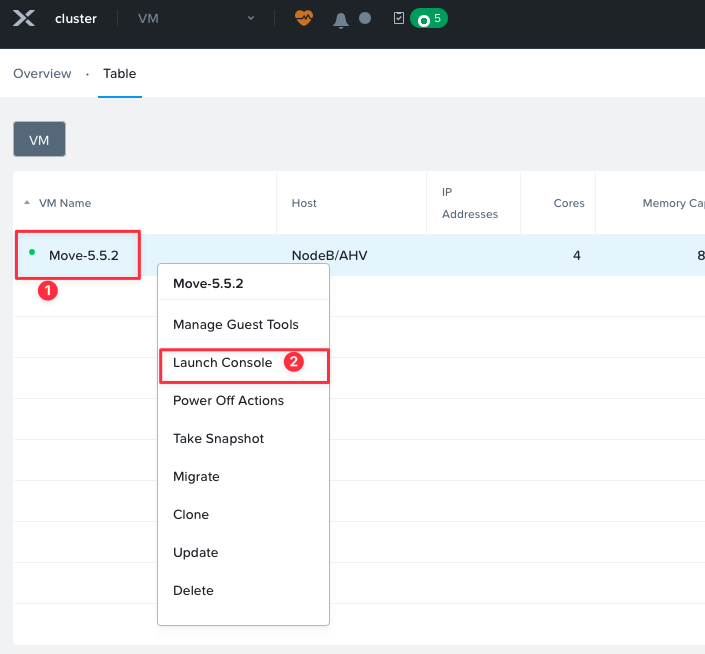 cluster VM 5
Overview · Table
VM
VM Name Host IP Addresses Cores Memory Cap
Move-5.5.2 NodeB/AHV 4 8
1
Move-5.5.2
Manage Guest Tools
Launch Console 2
Power Off Actions
Take Snapshot
Migrate
Clone
Update
Delete